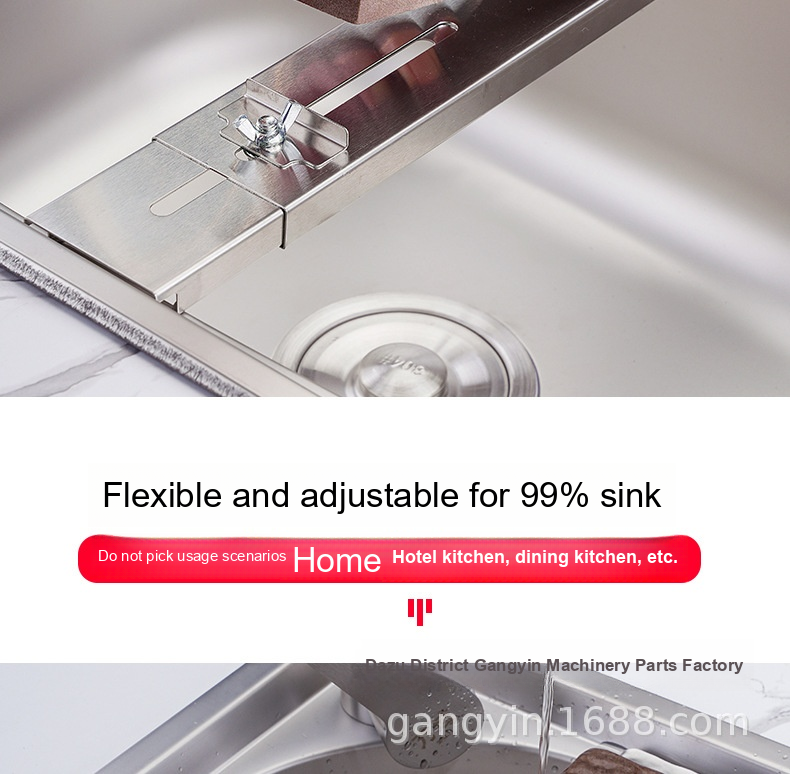 Flexible and adjustable for 99% sink
Do not pick usage scenarios Home Hotel kitchen, dining kitchen, etc.
Dazu District Gangyin Machinery Parts Factory
gangyin.1688.com